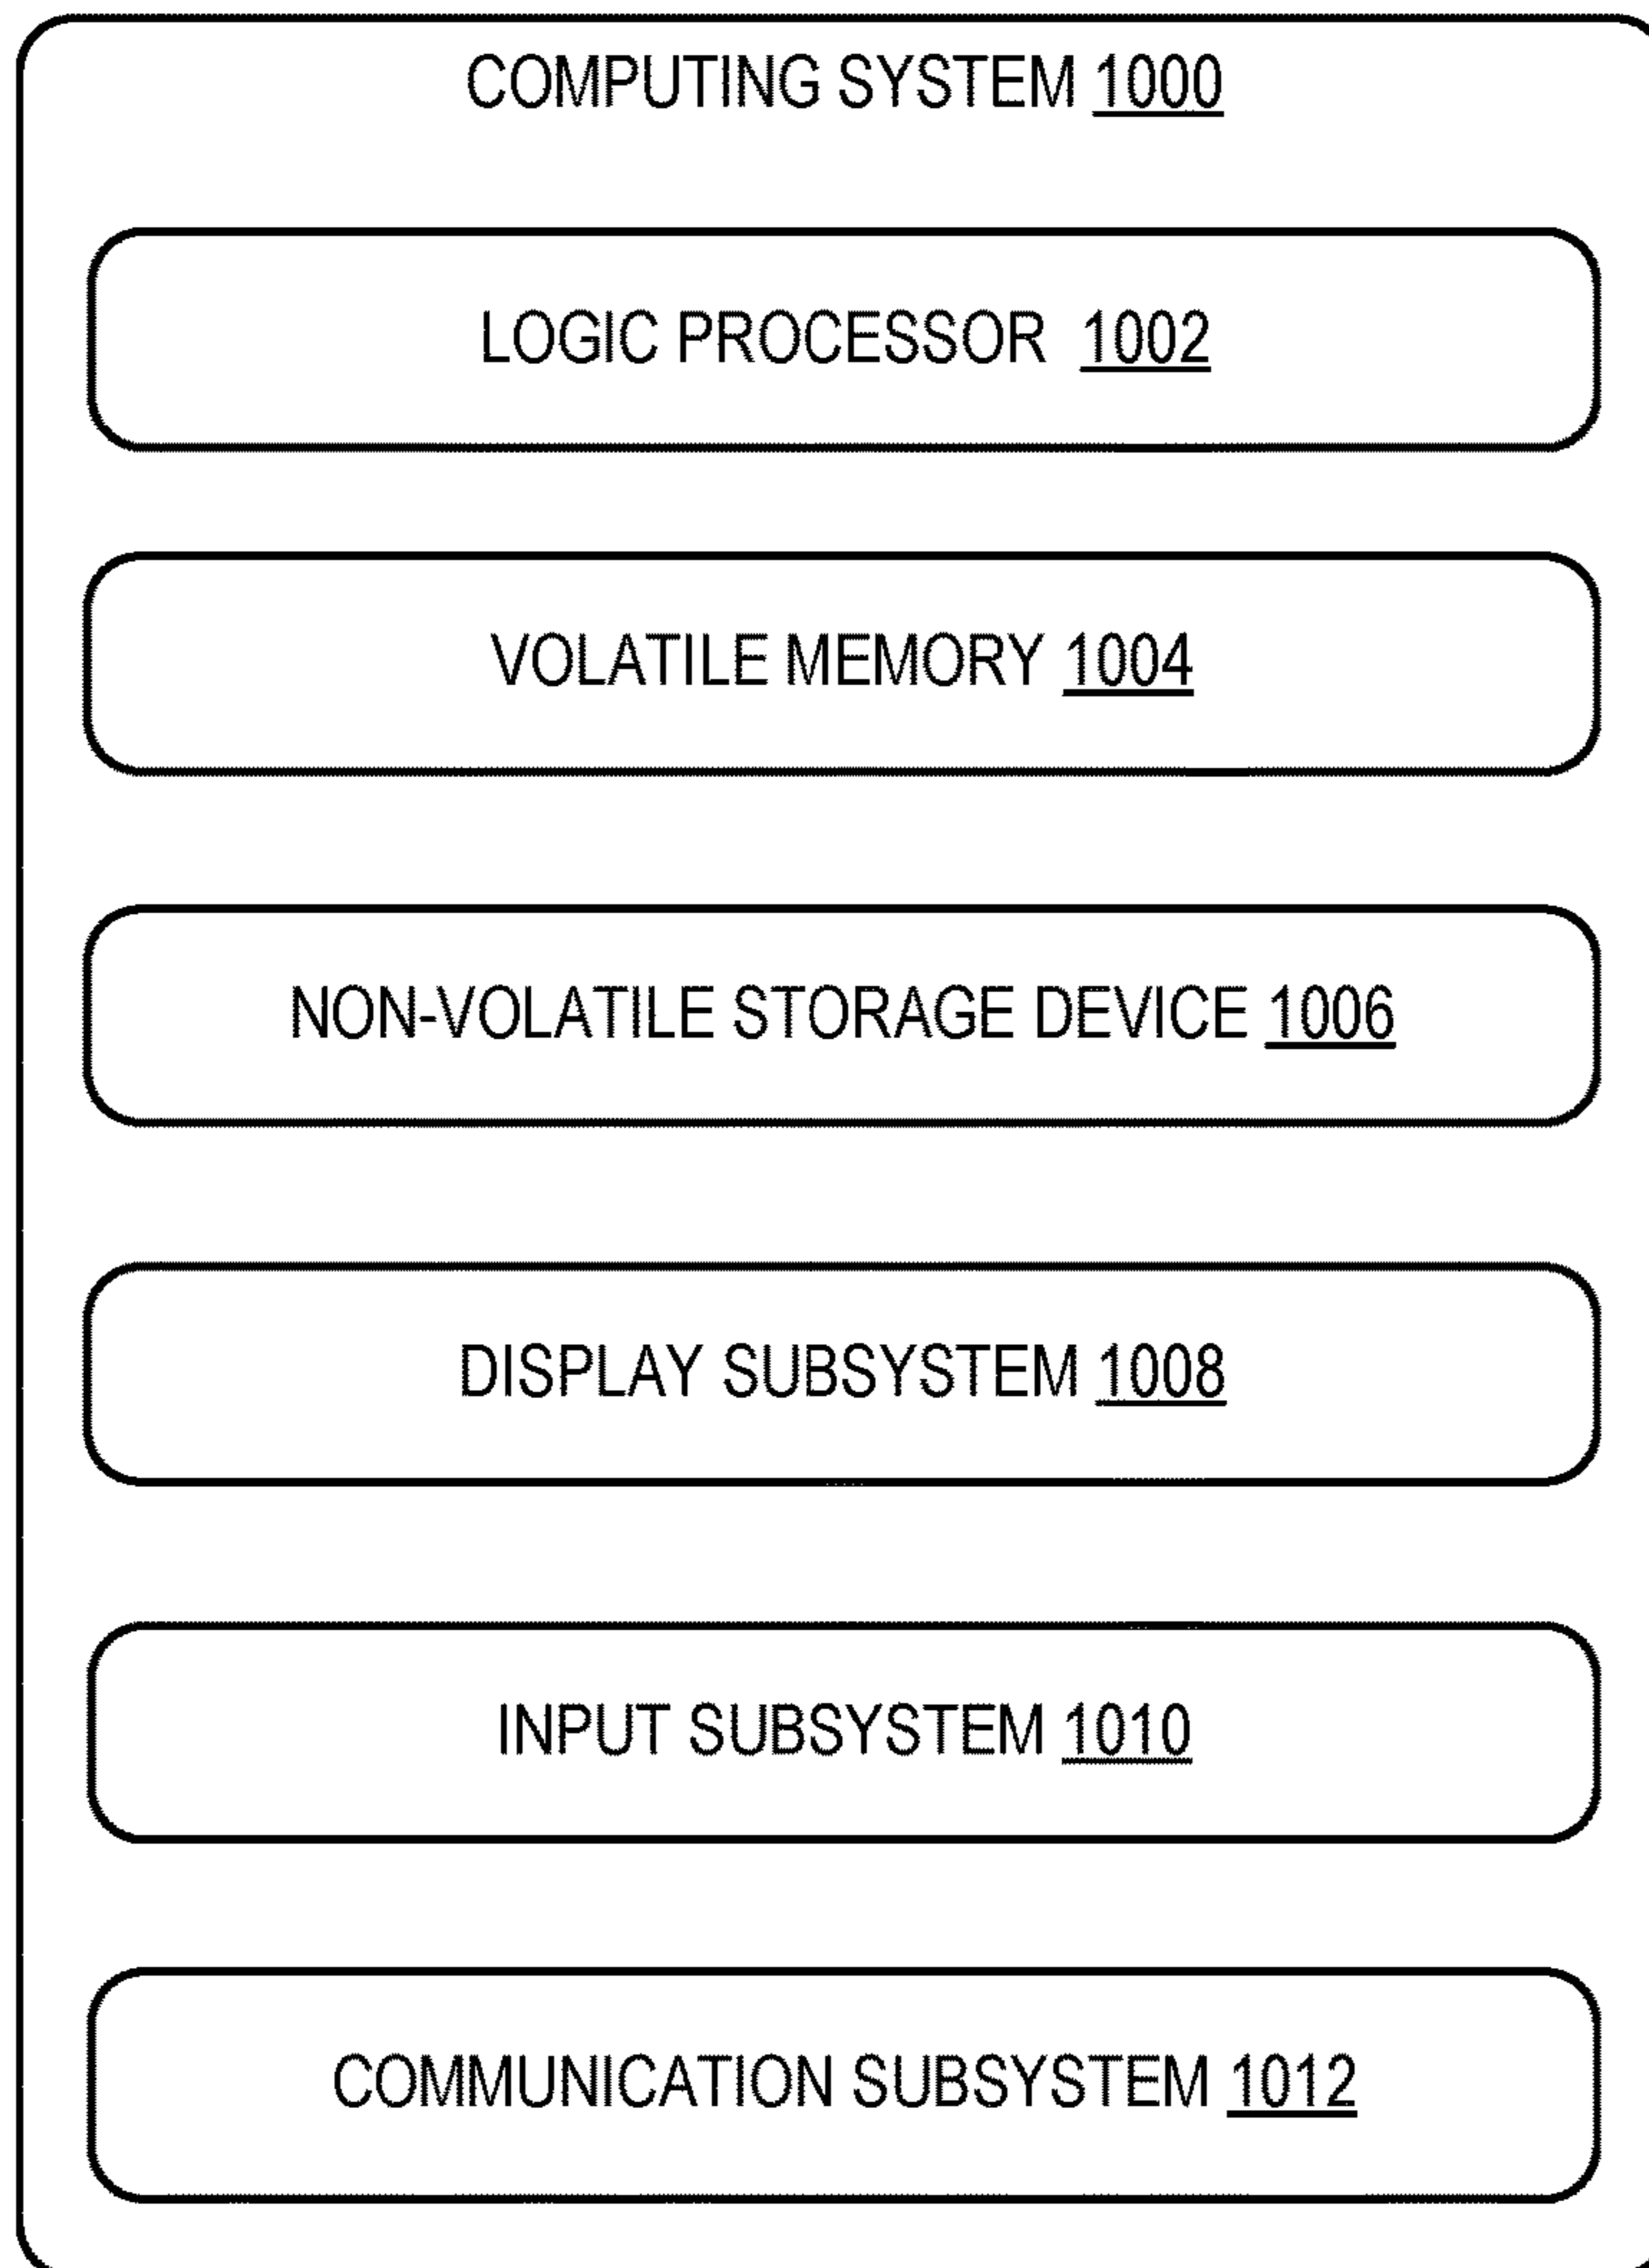 COMPUTING SYSTEM 1000
LOGIC PROCESSOR 1002
VOLATILE MEMORY 1004
NON-VOLATILE STORAGE DEVICE 1006
DISPLAY SUBSYSTEM 1008
INPUT SUBSYSTEM 1010
COMMUNICATION SUBSYSTEM 1012